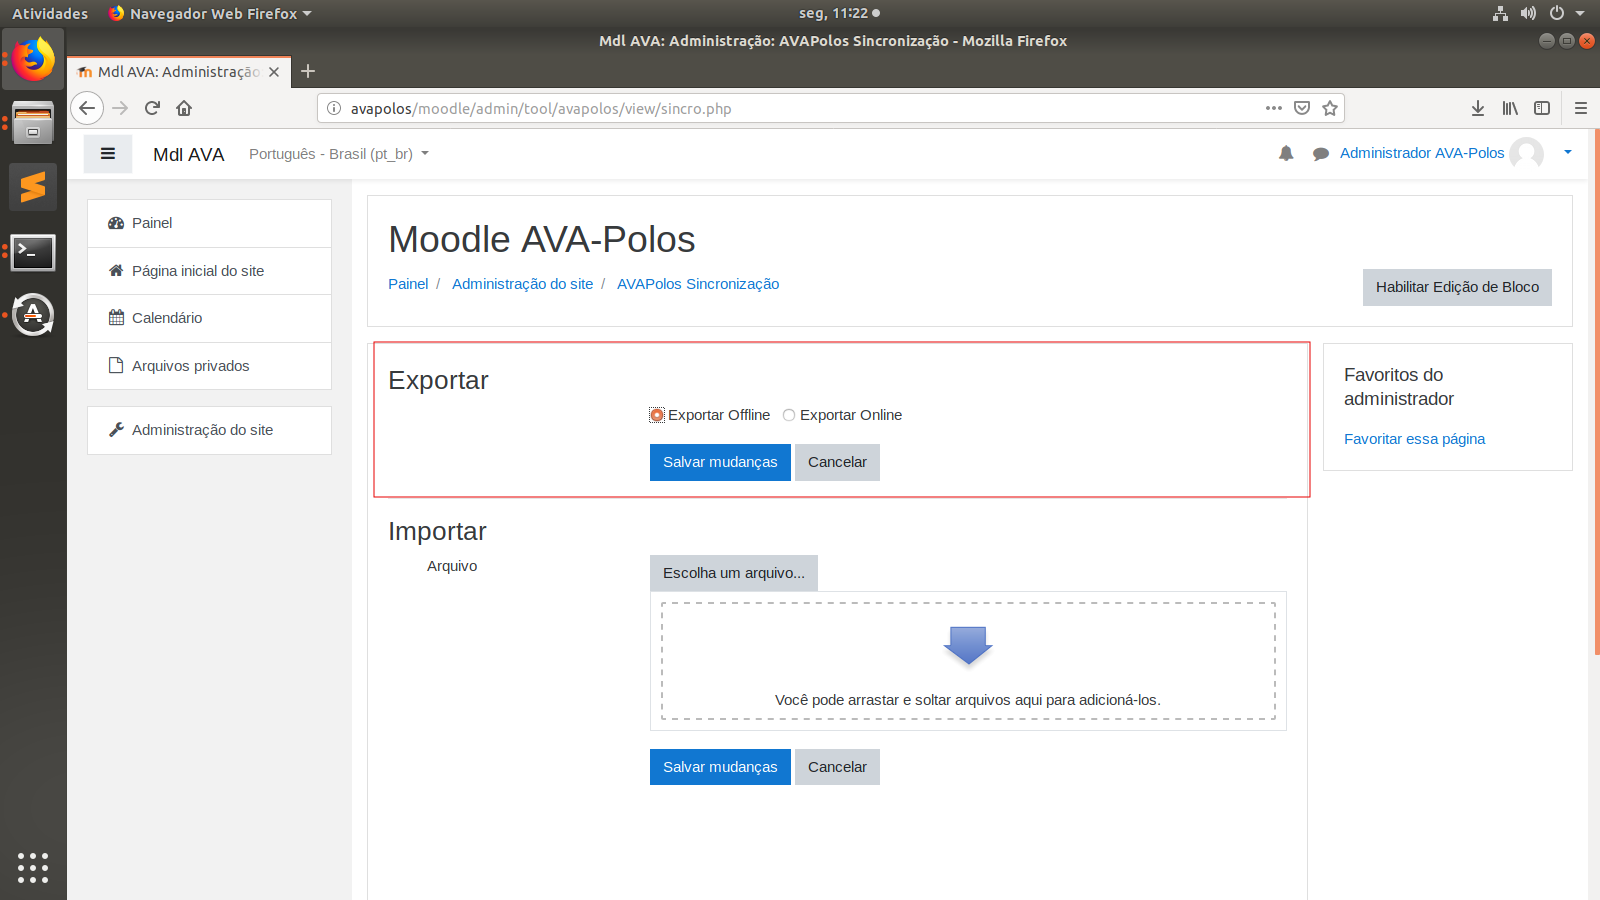 Atividades
Navegador Web Firefox
seg, 11:22
Mdl AVA: Administração: AVAPolos Sincronização - Mozilla Firefox
Mdl AVA: Administração:
avapolos/moodle/admin/tool/avapolos/view/sincro.php
Mdl AVA
Português - Brasil (pt_br)
Administrador AVA-Polos
Painel
Página inicial do site
Calendário
Arquivos privados
Administração do site
Moodle AVA-Polos
Painel / Administração do site / AVAPolos Sincronização
Habilitar Edição de Bloco
Exportar
Exportar Offline Exportar Online
Salvar mudanças Cancelar
Importar
Arquivo
Escolha um arquivo...
Você pode arrastar e soltar arquivos aqui para adicioná-los.
Salvar mudanças Cancelar
Favoritos do
administrador
Favoritar essa página